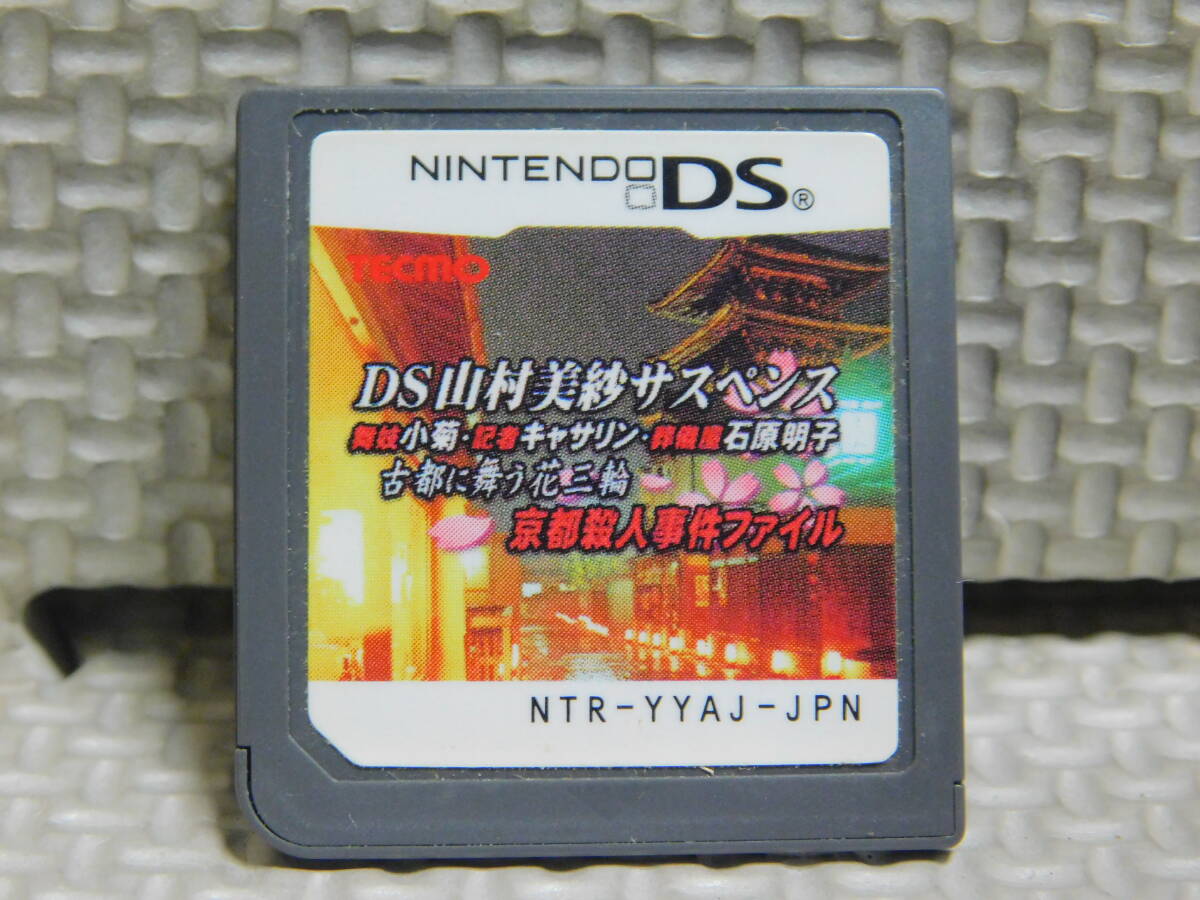 NINTENDO DS®
TECMO
DS山村美紗サスペンス
舞妓小菊・記者キャサリン・葬儀屋石原明子
古都に舞う花三輪
京都殺人事件ファイル
NTR-YYAJ-JPN